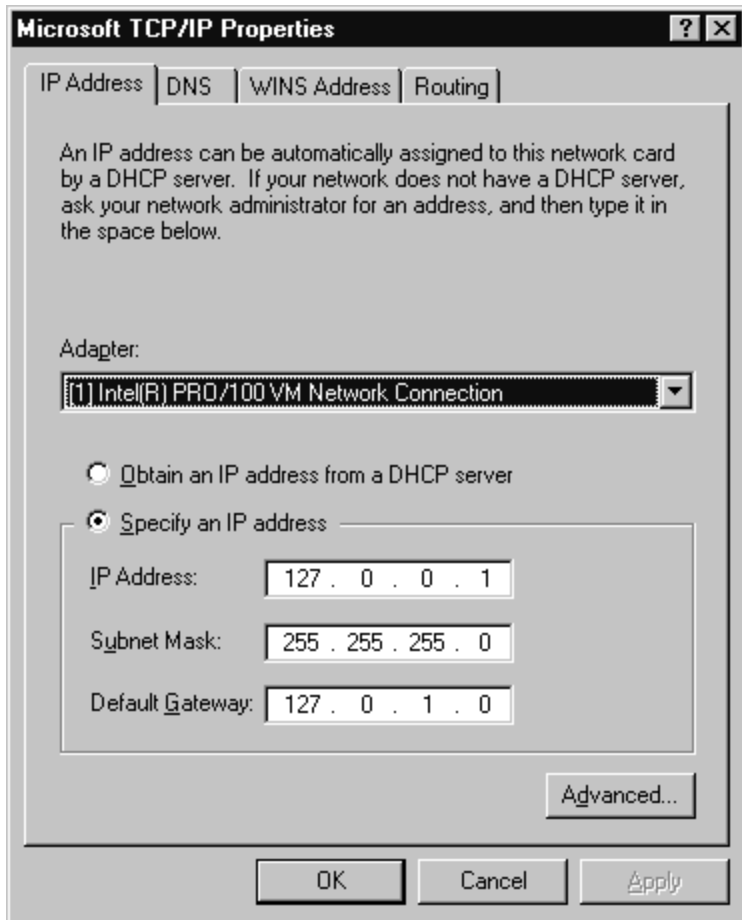 Microsoft TCP/IP Properties
IP Address DNS WINS Address Routing
An IP address can be automatically assigned to this network card
by a DHCP server. If your network does not have a DHCP server,
ask your network administrator for an address, and then type it in
the space below.
Adapter:
[1] Intel(R) PRO/100 VM Network Connection
Obtain an IP address from a DHCP server
Specify an IP address
IP Address: 127 . 0 . 0 . 1
Subnet Mask: 255 . 255 . 255 . 0
Default Gateway: 127 . 0 . 1 . 0
Advanced...
OK Cancel Apply